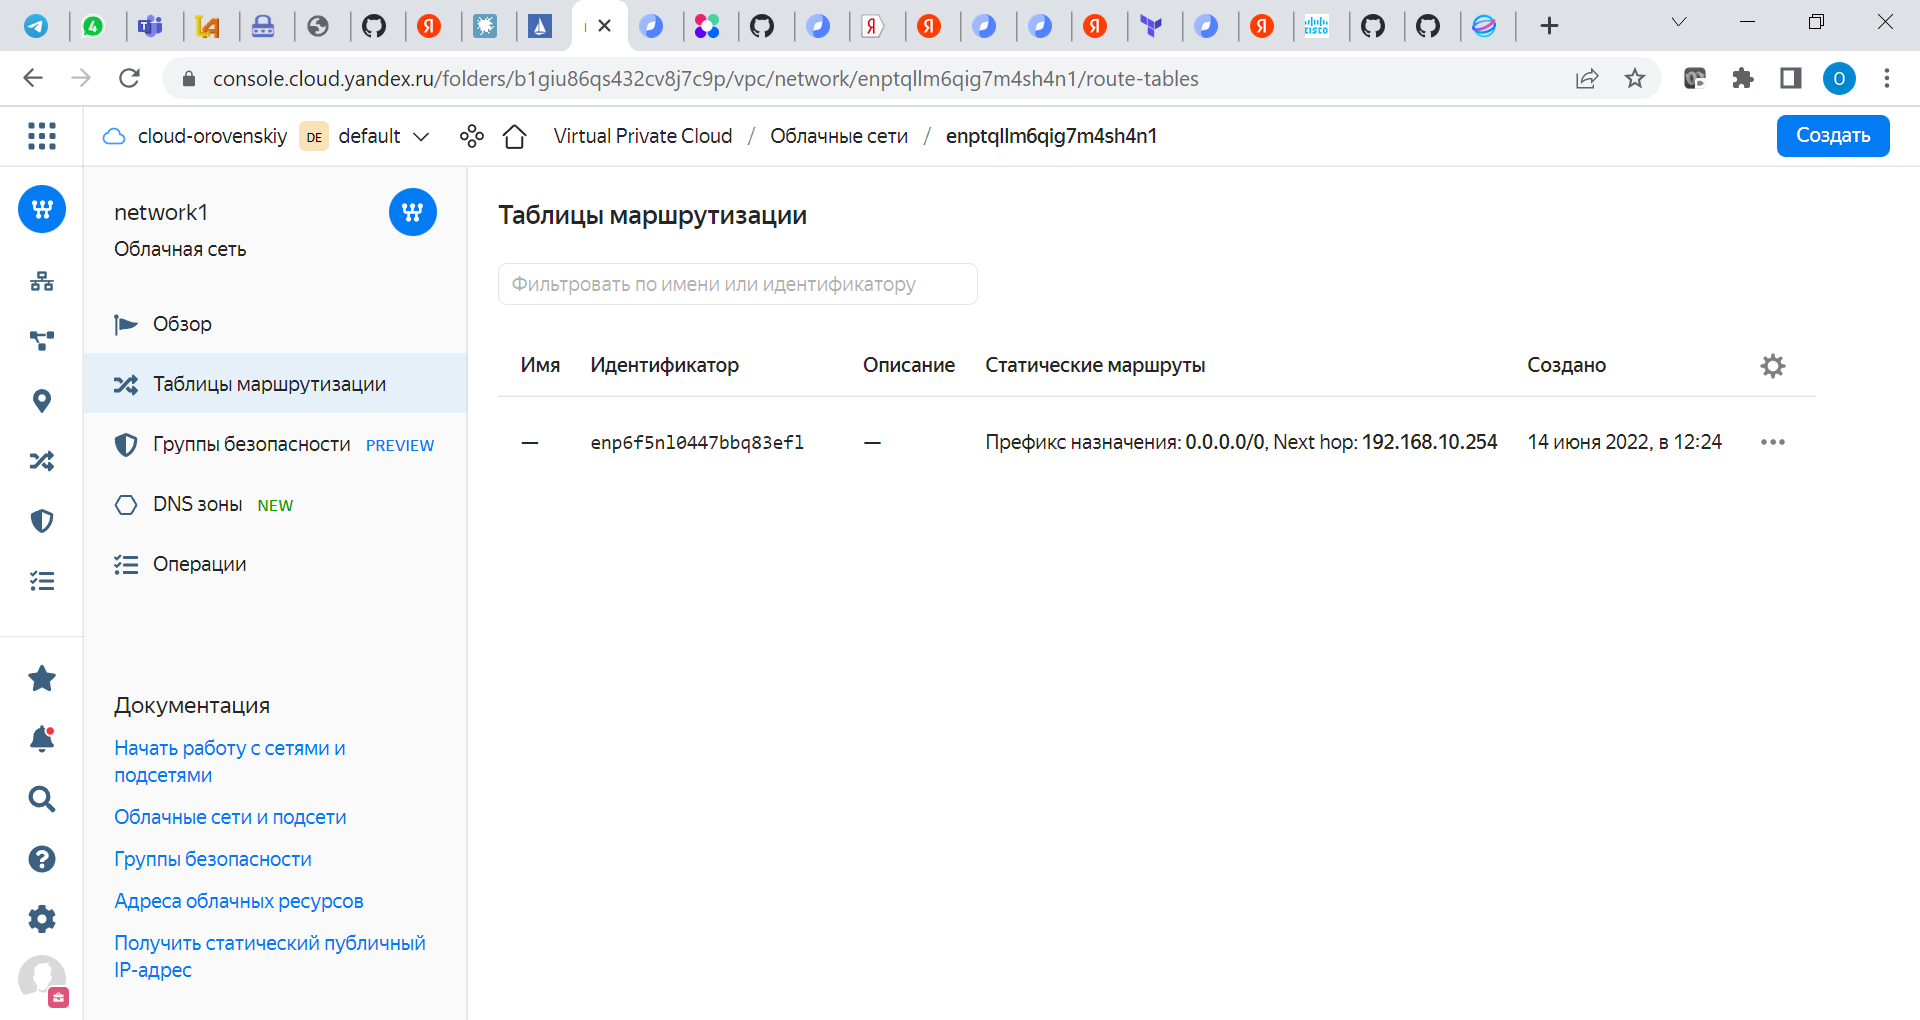 console.cloud.yandex.ru/folders/b1giu86qs432cv8j7c9p/vpc/network/enptqllm6qig7m4sh4n1/route-tables
O
cloud-orovenskiy DE default Virtual Private Cloud / Облачные сети / enptqllm6qig7m4sh4n1 Создать
network1
Облачная сеть
Обзор
Таблицы маршрутизации
Группы безопасности PREVIEW
DNS зоны NEW
Операции
Документация
Начать работу с сетями и
подсетями
Облачные сети и подсети
Группы безопасности
Адреса облачных ресурсов
Получить статический публичный
IP-адрес
Таблицы маршрутизации
Фильтровать по имени или идентификатору
Имя Идентификатор Описание Статические маршруты Создано
— enp6f5nl0447bbq83efl — Префикс назначения: 0.0.0.0/0, Next hop: 192.168.10.254 14 июня 2022, в 12:24